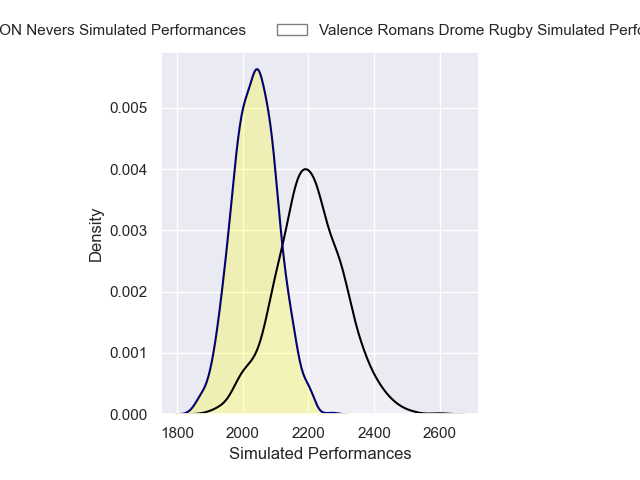 ON Nevers Simulated Performances
Valence Romans Drome Rugby Simulated
0.005
0.004
0.003
0.002
0.001
0.000
Density
1800 2000 2200 2400 2600
Simulated Performances